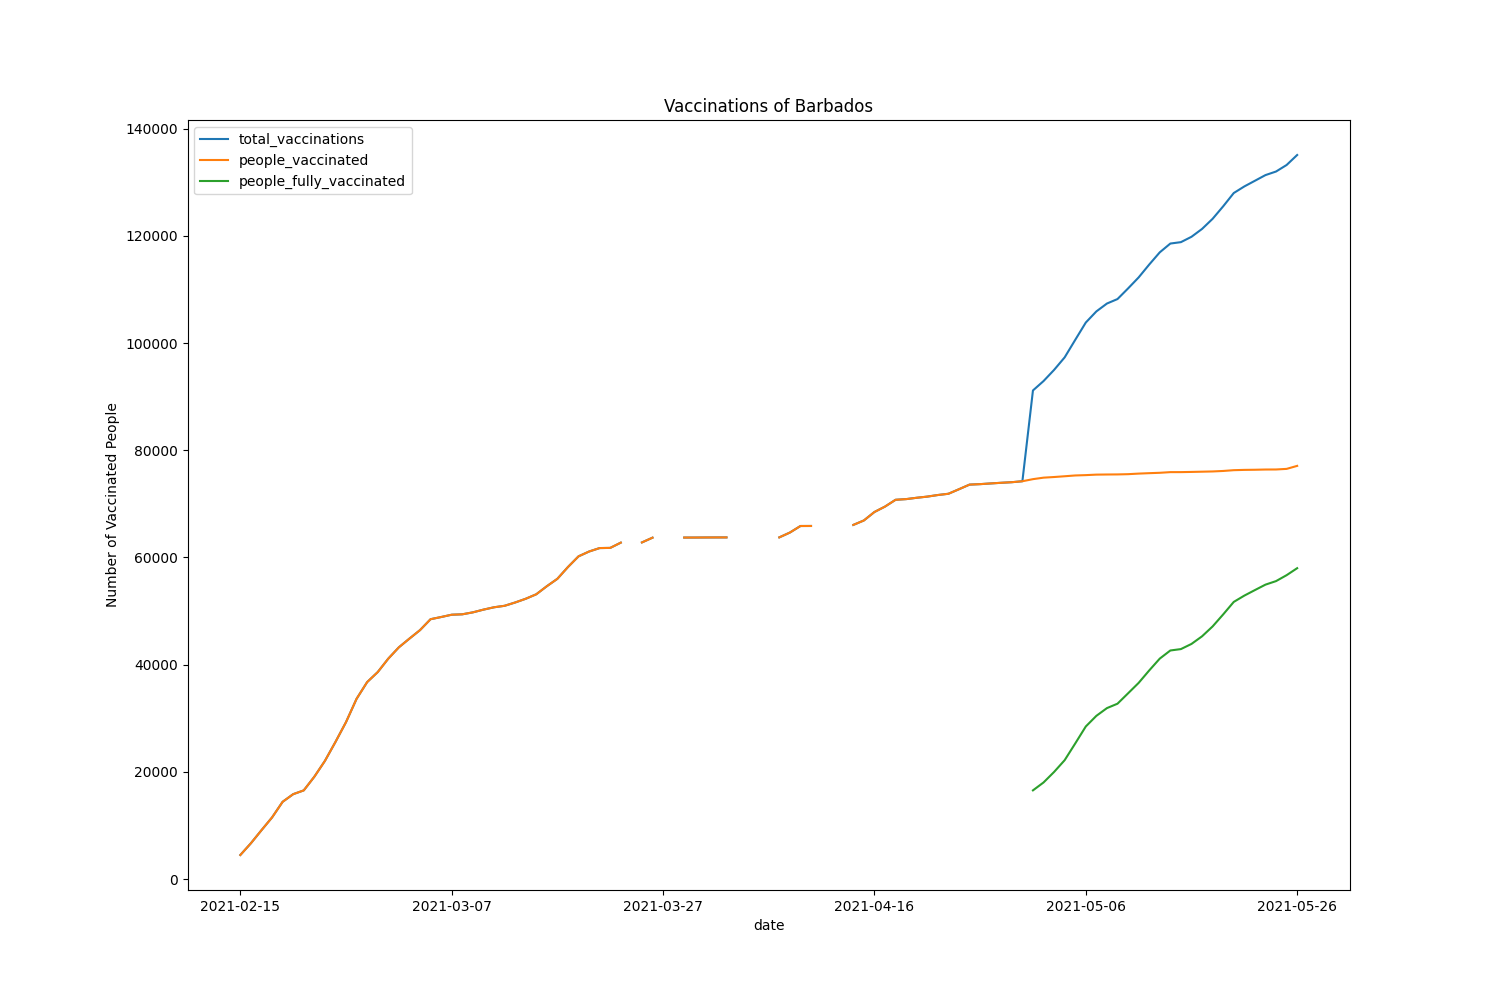 Vaccinations of Barbados
total_vaccinations
people_vaccinated
people_fully_vaccinated
Number of Vaccinated People
140000
120000
100000
80000
60000
40000
20000
0
2021-02-15 2021-03-07 2021-03-27 2021-04-16 2021-05-06 2021-05-26
date